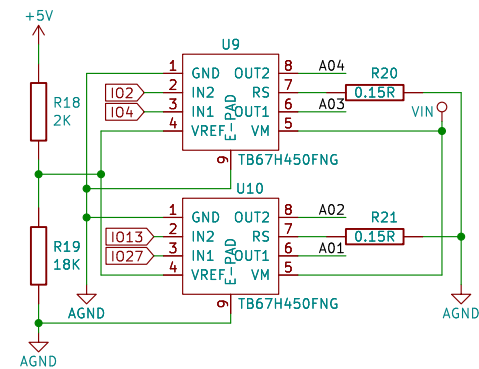 +5V
R18
2K
R19
18K
AGND
AGND
AGND
U9
1 GND OUT2 8 A04
IO2 2 IN2 RS 7
IO4 3 IN1 OUT1 6 A03
4 VREF VM 5
E-PAD
9
TB67H450FNG
R20
0.15R
VIN
U10
1 GND OUT2 8 A02
IO13 2 IN2 RS 7
IO27 3 IN1 OUT1 6 A01
4 VREF VM 5
E-PAD
9
TB67H450FNG
R21
0.15R